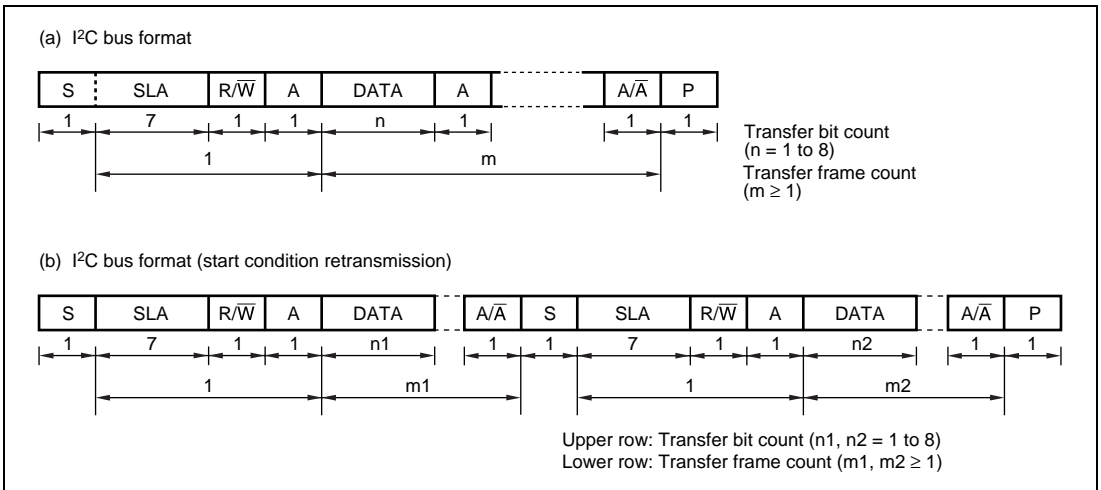 (a) I²C bus format
S SLA R/W̅ A DATA A A/A̅ P
1 7 1 1 n 1 1 1
Transfer bit count
(n = 1 to 8)
1 m
Transfer frame count
(m ≥ 1)
(b) I²C bus format (start condition retransmission)
S SLA R/W̅ A DATA A/A̅ S SLA R/W̅ A DATA A/A̅ P
1 7 1 1 n1 1 1 7 1 1 n2 1 1
1 m1 1 m2
Upper row: Transfer bit count (n1, n2 = 1 to 8)
Lower row: Transfer frame count (m1, m2 ≥ 1)